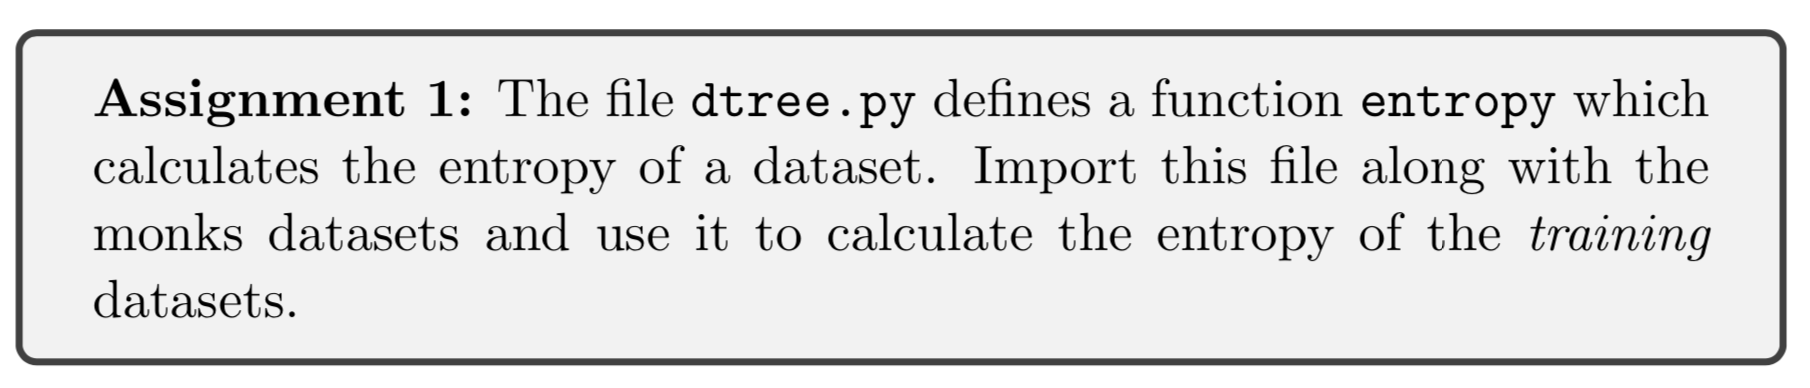 Assignment 1: The file dtree.py defines a function entropy which
calculates the entropy of a dataset. Import this file along with the
monks datasets and use it to calculate the entropy of the training
datasets.